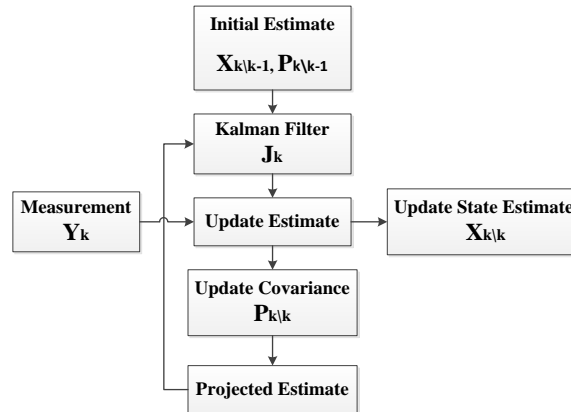 Initial Estimate
Xk\k-1, Pk\k-1
Kalman Filter
Jk
Measurement
Yk
Update Estimate
Update State Estimate
Xk\k
Update Covariance
Pk\k
Projected Estimate